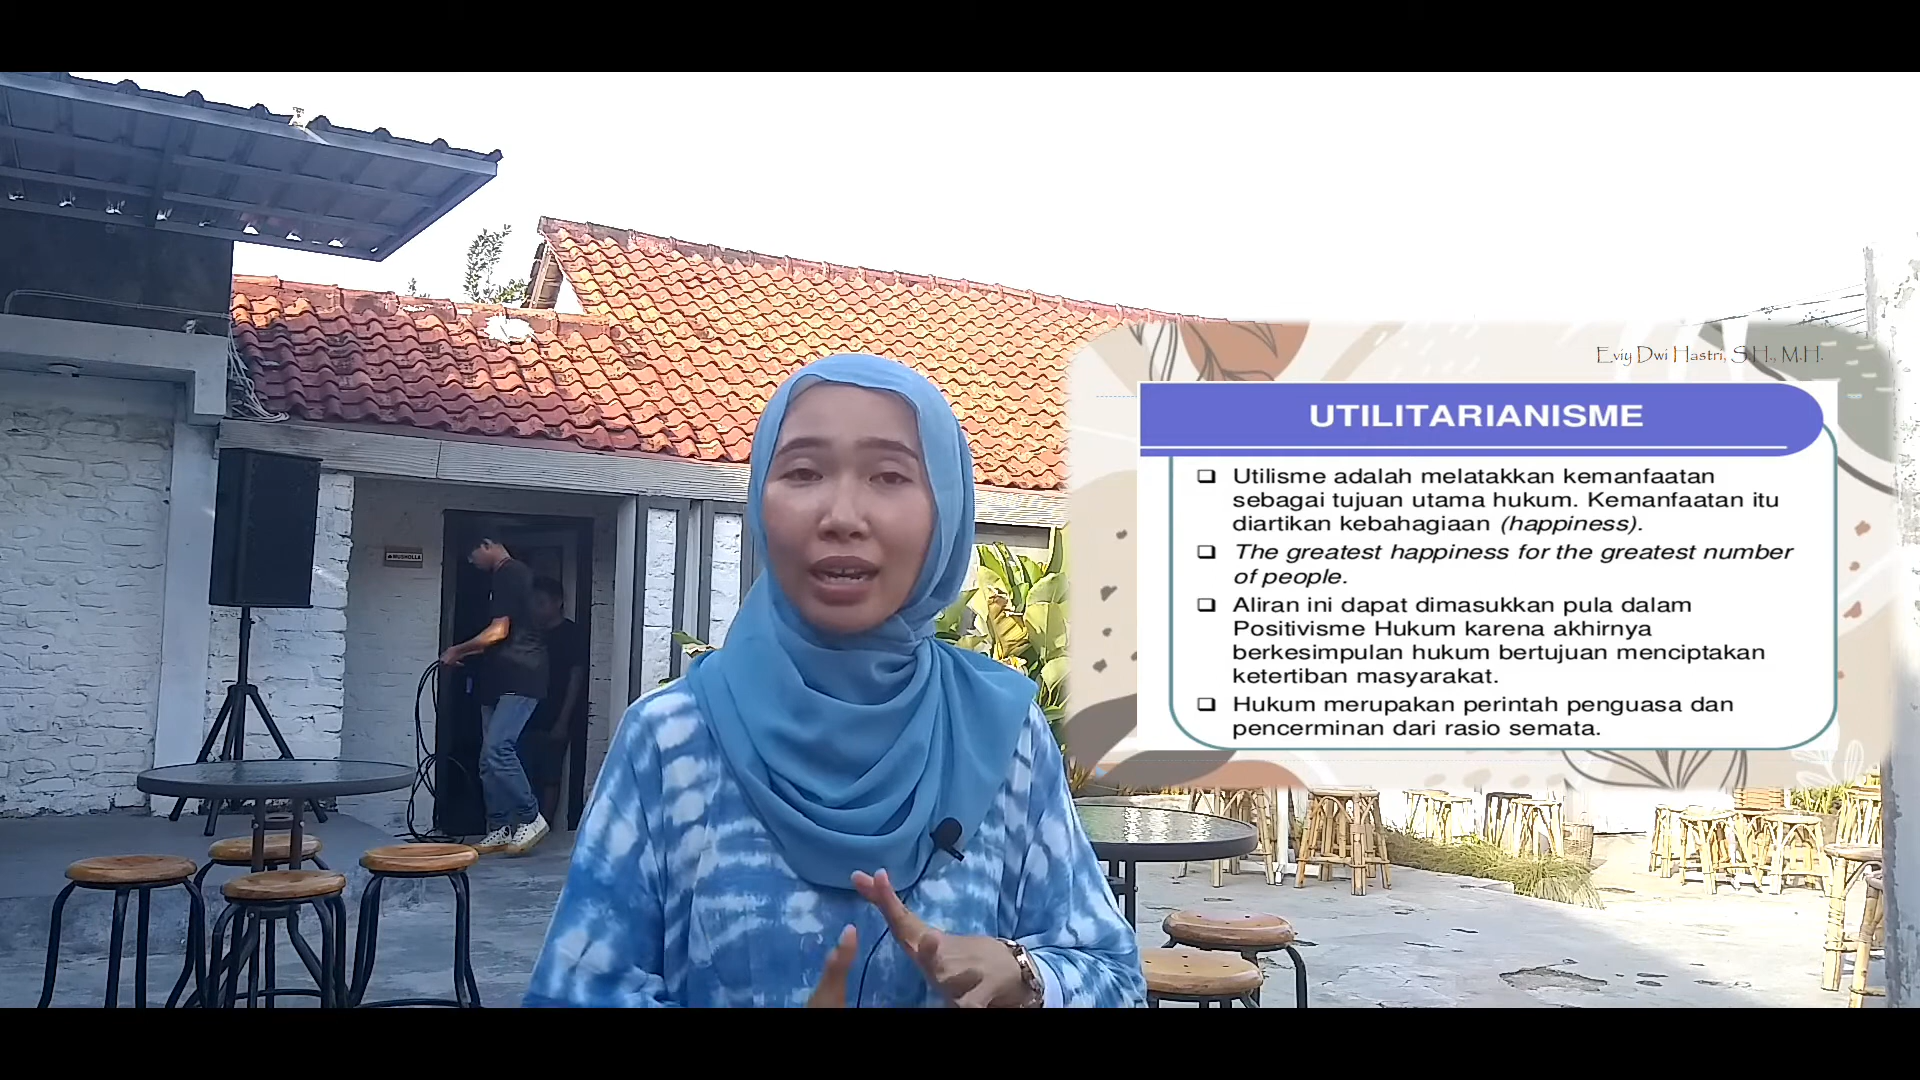 Eviy Dwi Hastri, S.H., M.H.
UTILITARIANISME
Utilisme adalah melatakkan kemanfaatan
sebagai tujuan utama hukum. Kemanfaatan itu
diartikan kebahagiaan (happiness).
The greatest happiness for the greatest number
of people.
Aliran ini dapat dimasukkan pula dalam
Positivisme Hukum karena akhirnya
berkesimpulan hukum bertujuan menciptakan
ketertiban masyarakat.
Hukum merupakan perintah penguasa dan
pencerminan dari rasio semata.
MUSHOLLA